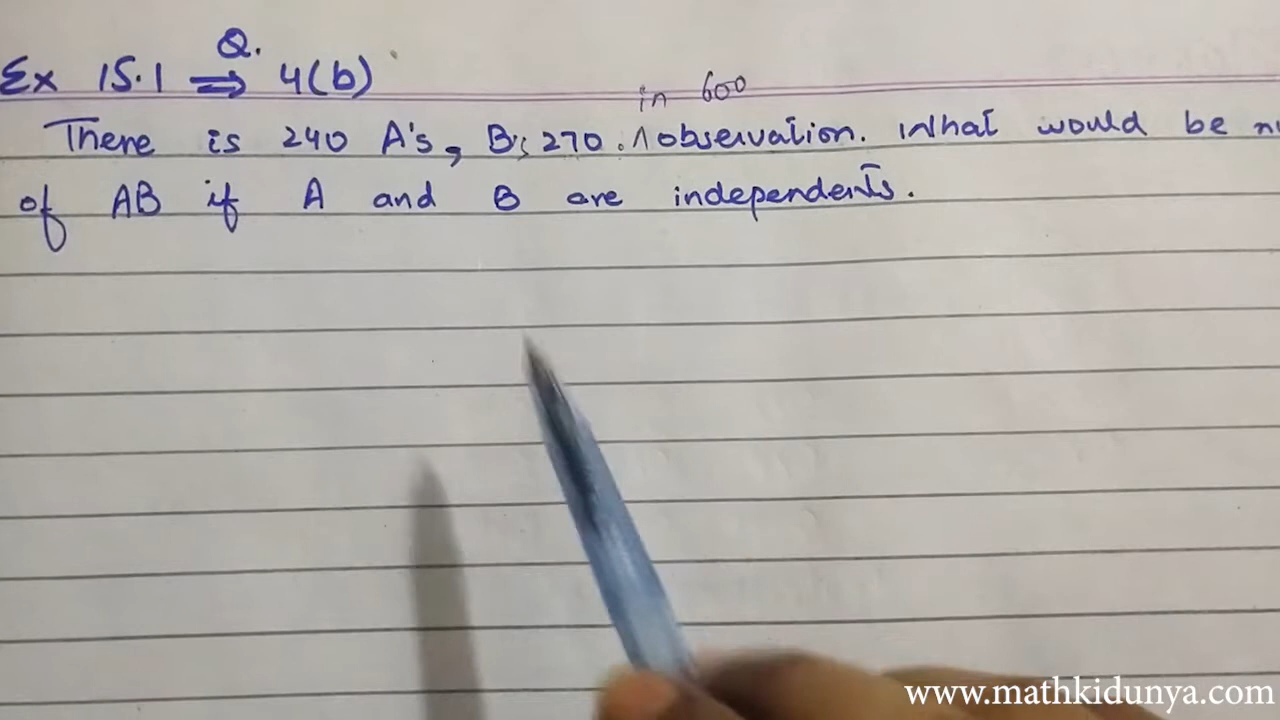 Q.
Ex 15.1 ⇒ 4(b)
in 600
There is 240 A's, B's 270 . ^ observation. What would be
of AB if A and B are independents.
www.mathkidunya.com